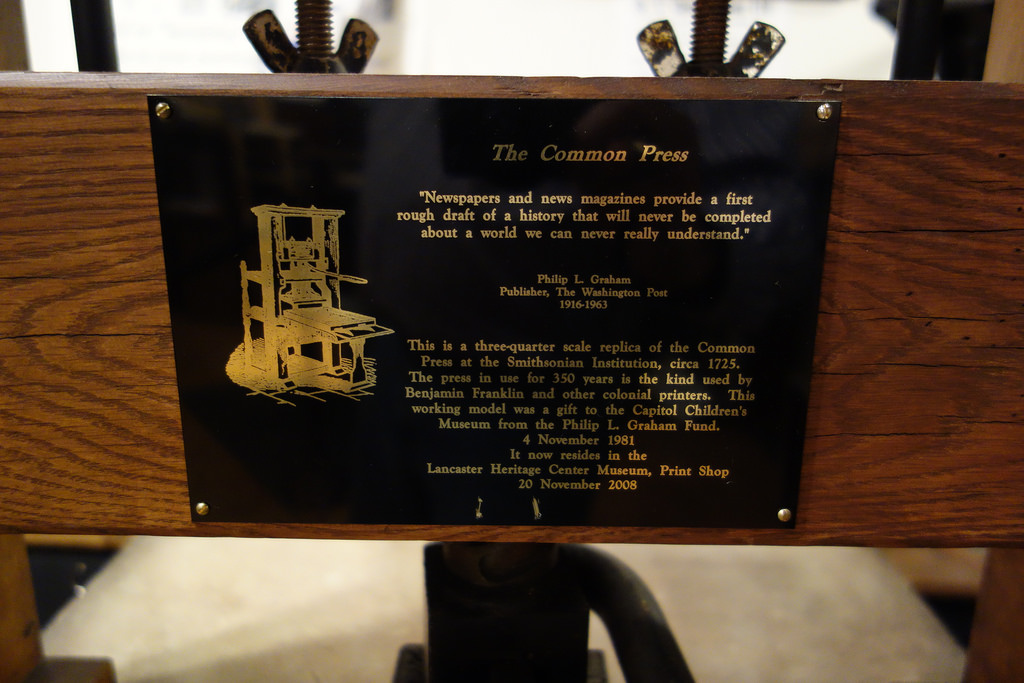 The Common Press
"Newspapers and news magazines provide a first
rough draft of a history that will never be completed
about a world we can never really understand."
Philip L. Graham
Publisher, The Washington Post
1916-1963
This is a three-quarter scale replica of the Common
Press at the Smithsonian Institution, circa 1725.
The press in use for 350 years is the kind used by
Benjamin Franklin and other colonial printers. This
working model was a gift to the Capitol Children's
Museum from the Philip L. Graham Fund.
4 November 1981
It now resides in the
Lancaster Heritage Center Museum, Print Shop
20 November 2008